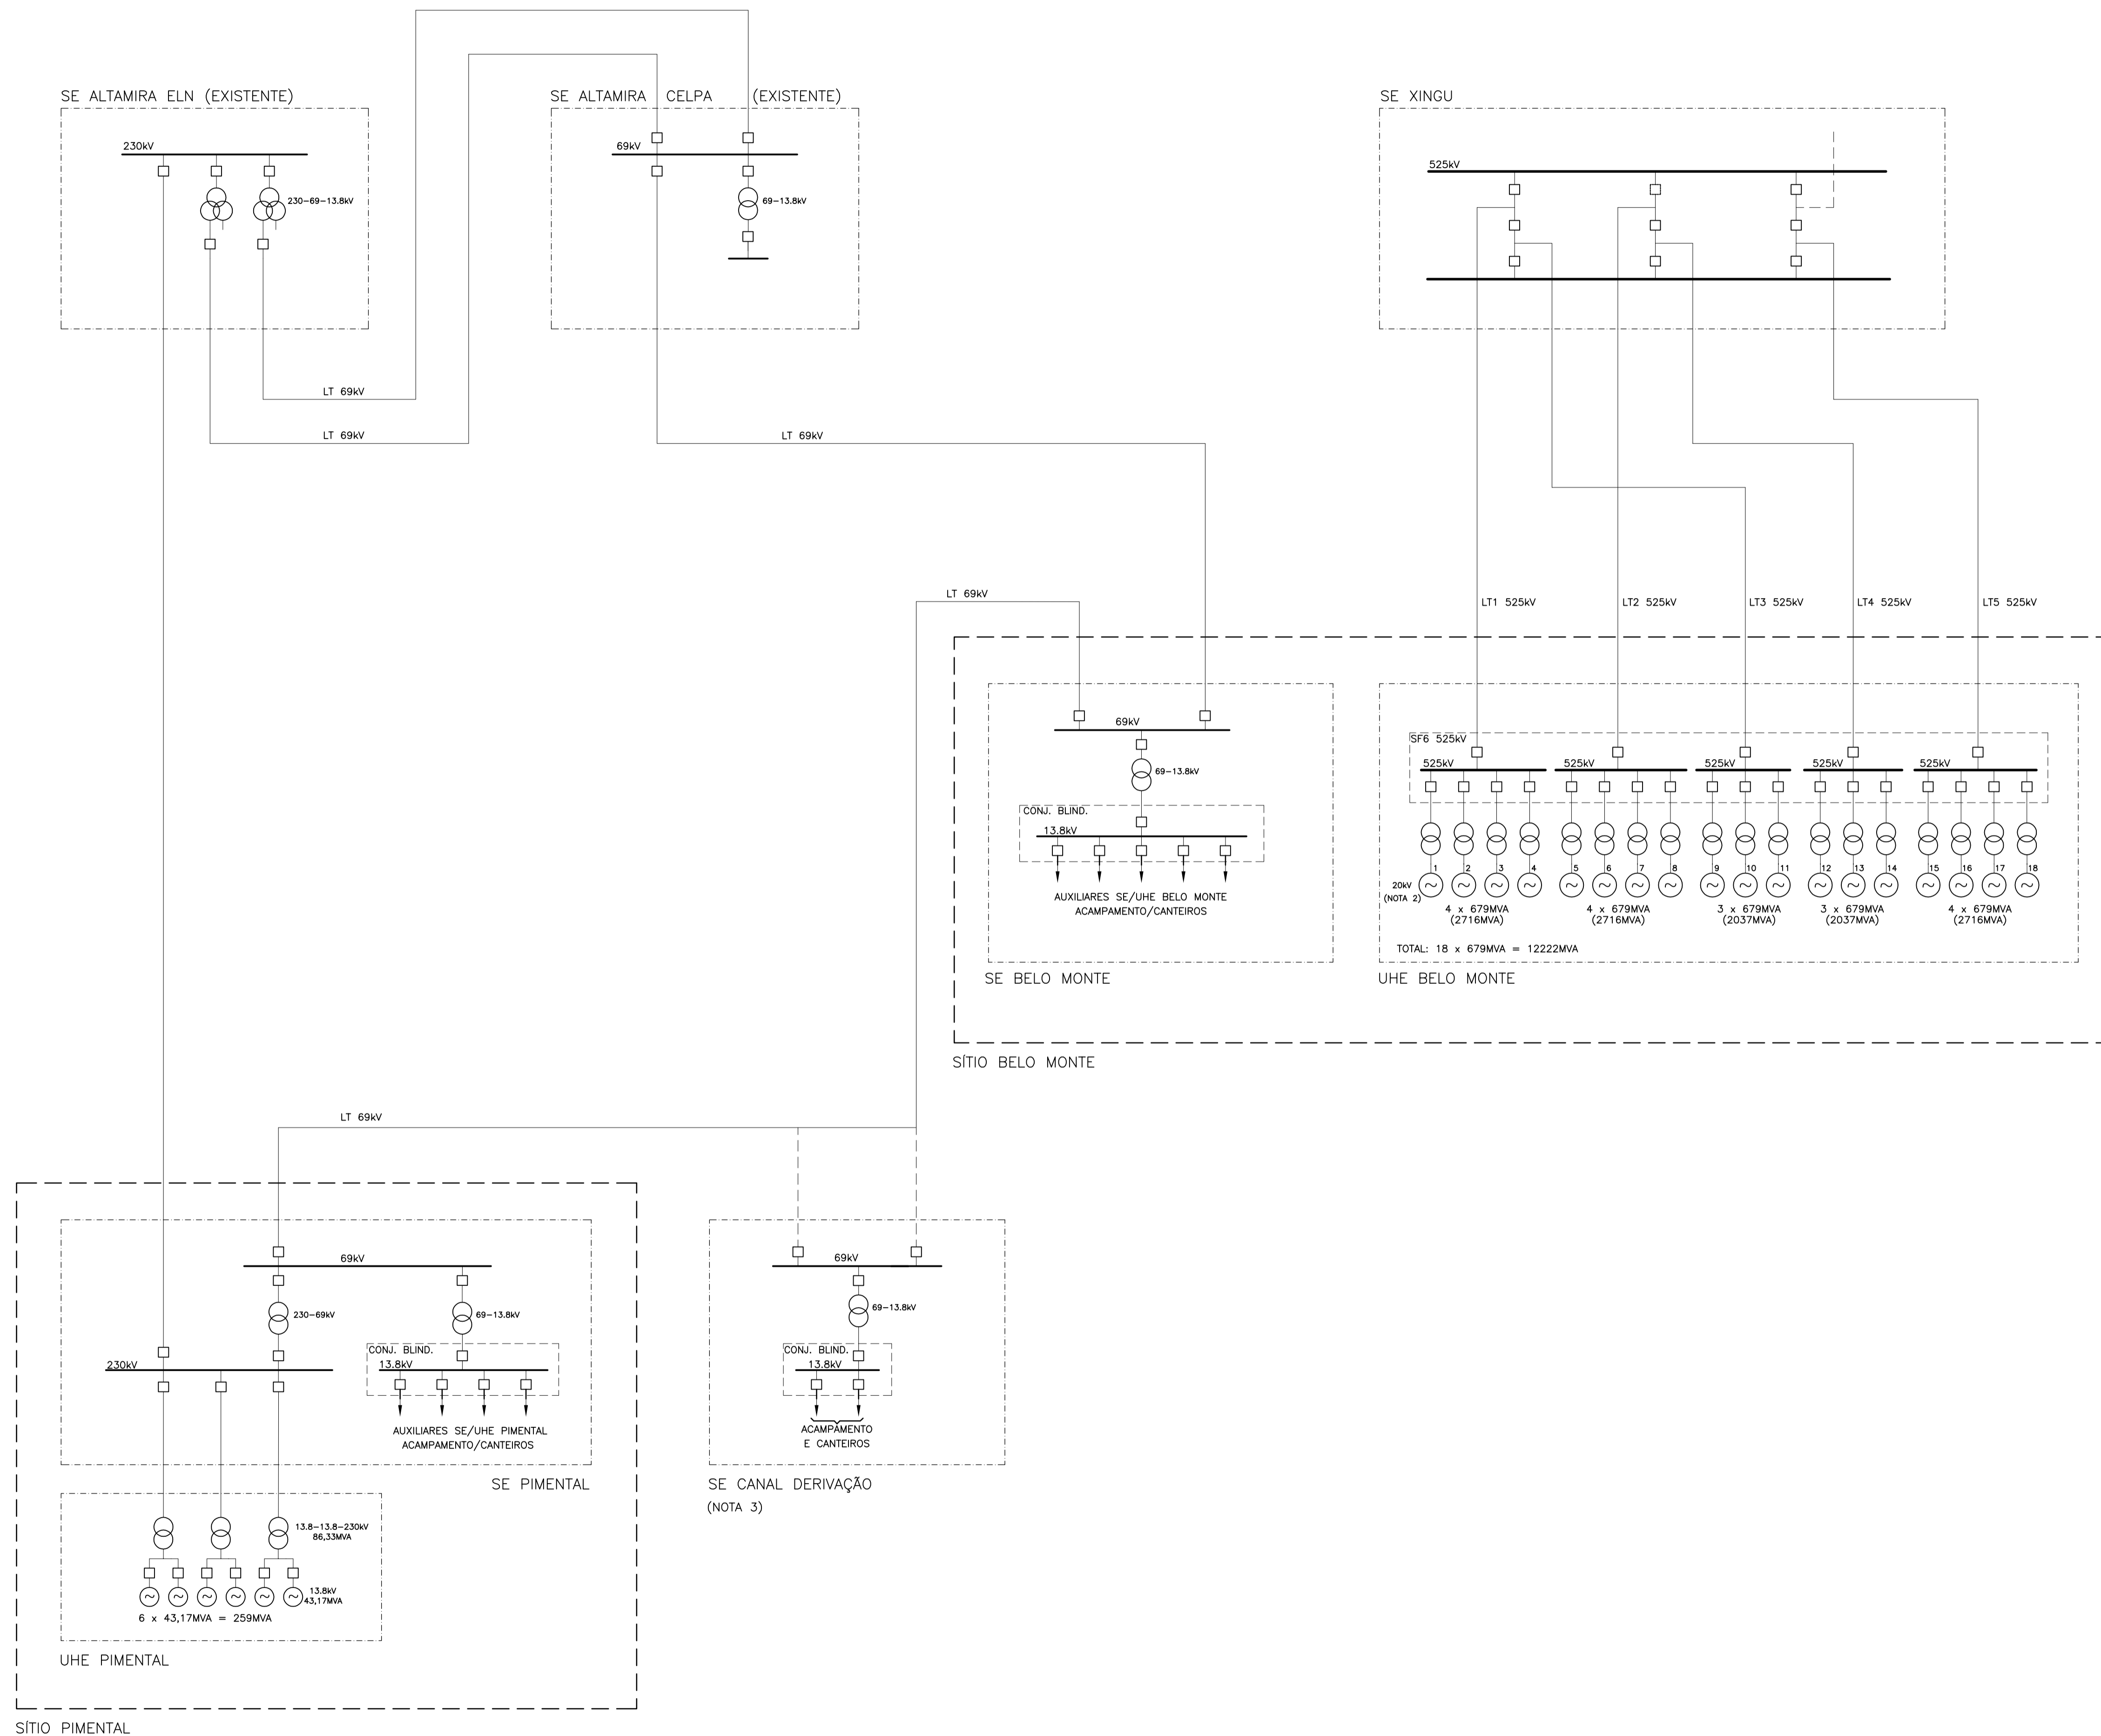 SE ALTAMIRA ELN (EXISTENTE)
230kV
230-69-13.8kV
SE ALTAMIRA CELPA (EXISTENTE)
69kV
69-13.8kV
SE XINGU
525kV
LT 69kV
LT 69kV
LT 69kV
LT 69kV
LT1 525kV
LT2 525kV
LT3 525kV
LT4 525kV
LT5 525kV
69kV
69-13.8kV
CONJ. BLIND.
13.8kV
AUXILIARES SE/UHE BELO MONTE
ACAMPAMENTO/CANTEIROS
SE BELO MONTE
SF6 525kV
525kV
525kV
525kV
525kV
525kV
1 2 3 4 5 6 7 8 9 10 11 12 13 14 15 16 17 18
20kV
(NOTA 2)
4 x 679MVA
(2716MVA)
4 x 679MVA
(2716MVA)
3 x 679MVA
(2037MVA)
3 x 679MVA
(2037MVA)
4 x 679MVA
(2716MVA)
TOTAL: 18 x 679MVA = 12222MVA
UHE BELO MONTE
SÍTIO BELO MONTE
LT 69kV
69kV
230-69kV
69-13.8kV
230kV
CONJ. BLIND.
13.8kV
AUXILIARES SE/UHE PIMENTAL
ACAMPAMENTO/CANTEIROS
SE PIMENTAL
69kV
69-13.8kV
CONJ. BLIND.
13.8kV
ACAMPAMENTO
E CANTEIROS
SE CANAL DERIVAÇÃO
(NOTA 3)
13.8-13.8-230kV
86,33MVA
13.8kV
43,17MVA
6 x 43,17MVA = 259MVA
UHE PIMENTAL
SÍTIO PIMENTAL